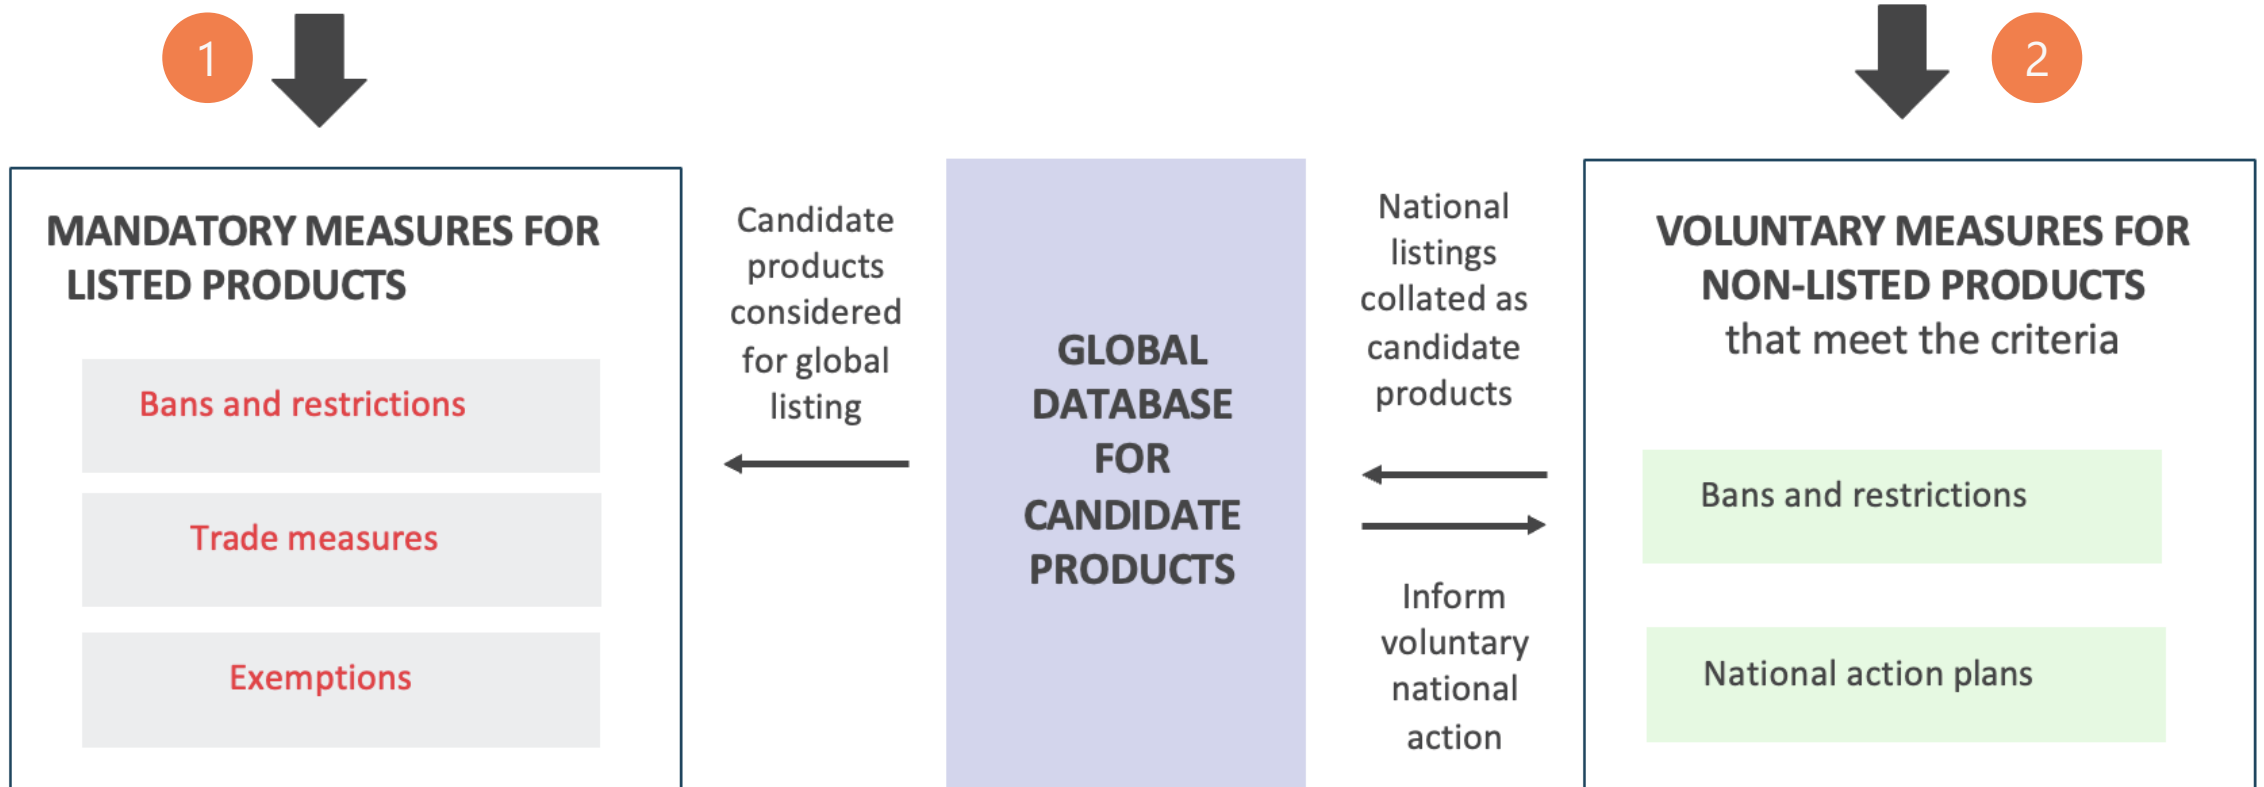 1
2
MANDATORY MEASURES FOR
LISTED PRODUCTS
Bans and restrictions
Trade measures
Exemptions
Candidate
products
considered
for global
listing
GLOBAL
DATABASE
FOR
CANDIDATE
PRODUCTS
National
listings
collated as
candidate
products
Inform
voluntary
national
action
VOLUNTARY MEASURES FOR
NON-LISTED PRODUCTS
that meet the criteria
Bans and restrictions
National action plans